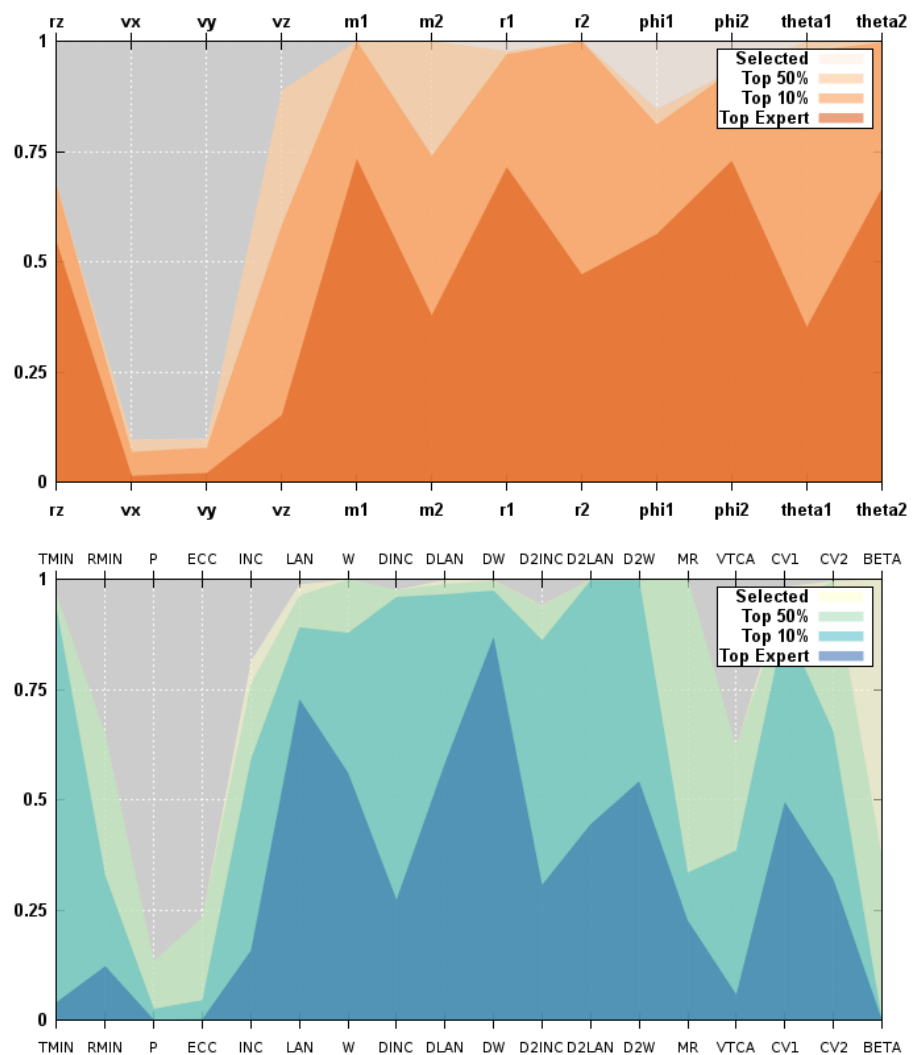 rz vx vy vz m1 m2 r1 r2 phi1 phi2 theta1 theta2
1
Selected
Top 50%
Top 10%
Top Expert
0.75
0.5
0.25
0
rz vx vy vz m1 m2 r1 r2 phi1 phi2 theta1 theta2
TMIN RMIN P ECC INC LAN W DINC DLAN DW D2INC D2LAN D2W MR VTCA CV1 CV2 BETA
1
Selected
Top 50%
Top 10%
Top Expert
0.75
0.5
0.25
0
TMIN RMIN P ECC INC LAN W DINC DLAN DW D2INC D2LAN D2W MR VTCA CV1 CV2 BETA